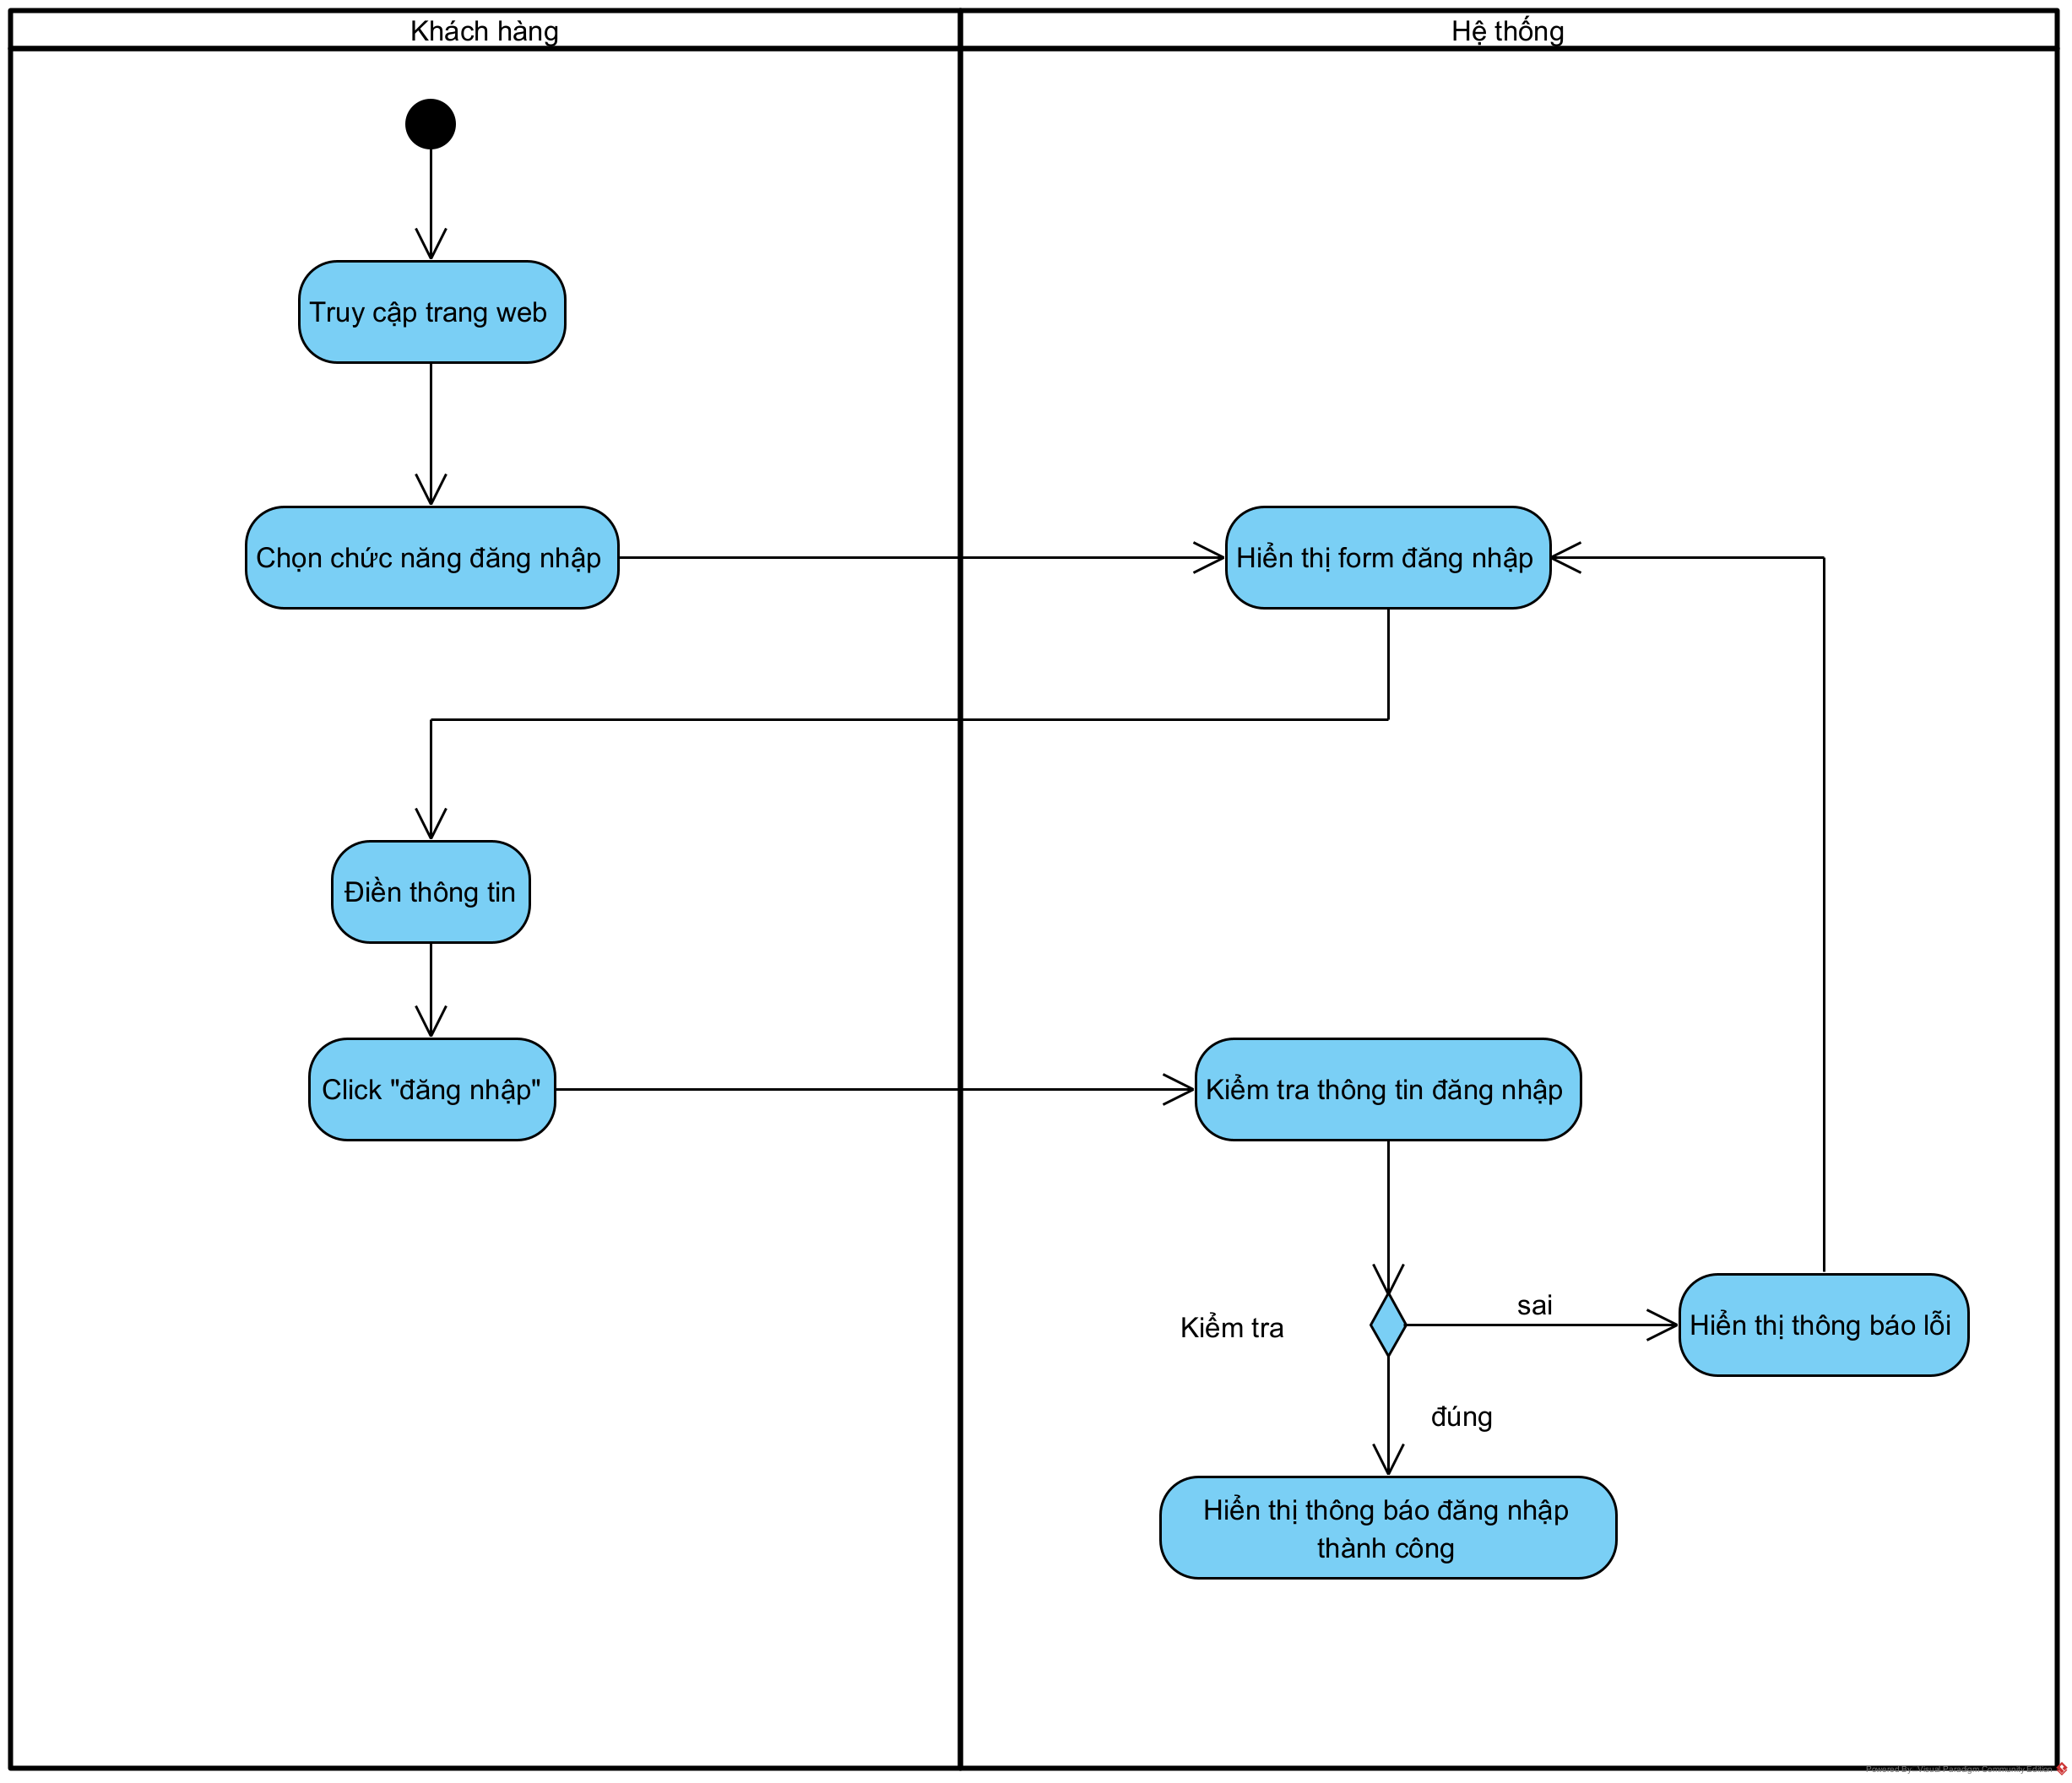 Khách hàng
Hệ thống
Truy cập trang web
Chọn chức năng đăng nhập
Hiển thị form đăng nhập
Điền thông tin
Click "đăng nhập"
Kiểm tra thông tin đăng nhập
sai
Kiểm tra
Hiển thị thông báo lỗi
đúng
Hiển thị thông báo đăng nhập
thành công
Powered By Visual Paradigm Community Edition